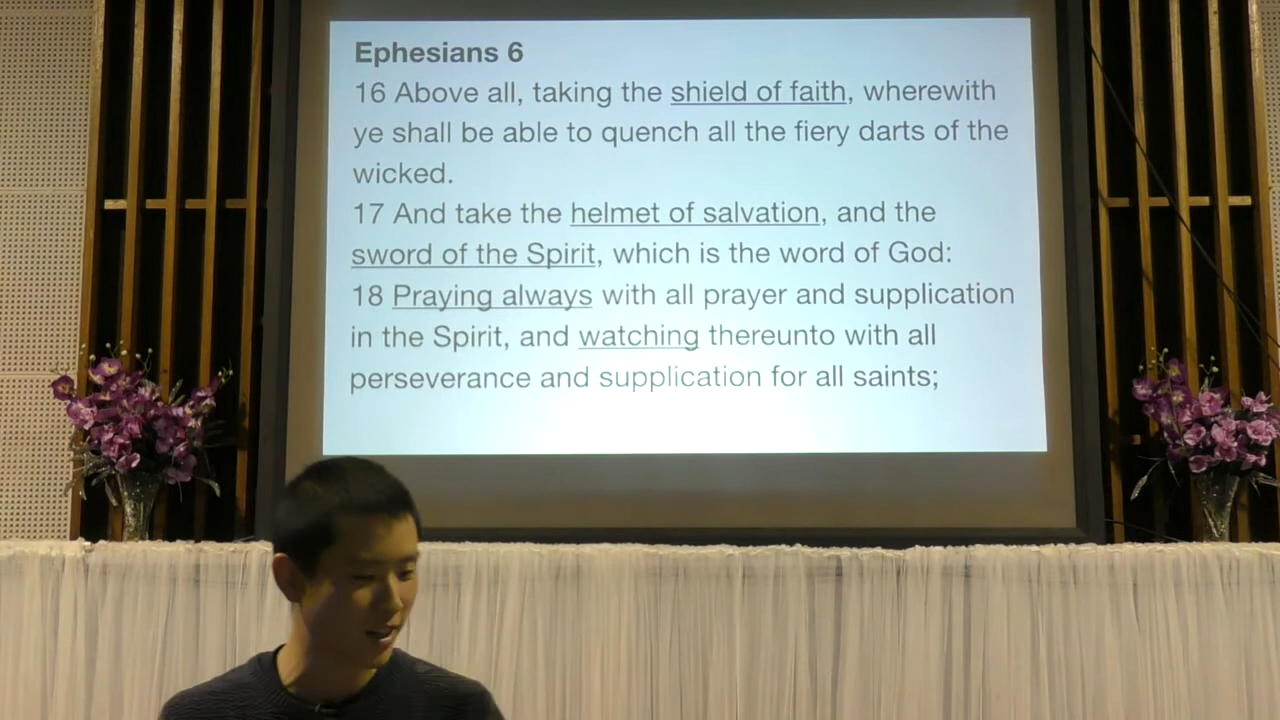 Ephesians 6
16 Above all, taking the shield of faith, wherewith
ye shall be able to quench all the fiery darts of the
wicked.
17 And take the helmet of salvation, and the
sword of the Spirit, which is the word of God:
18 Praying always with all prayer and supplication
in the Spirit, and watching thereunto with all
perseverance and supplication for all saints;